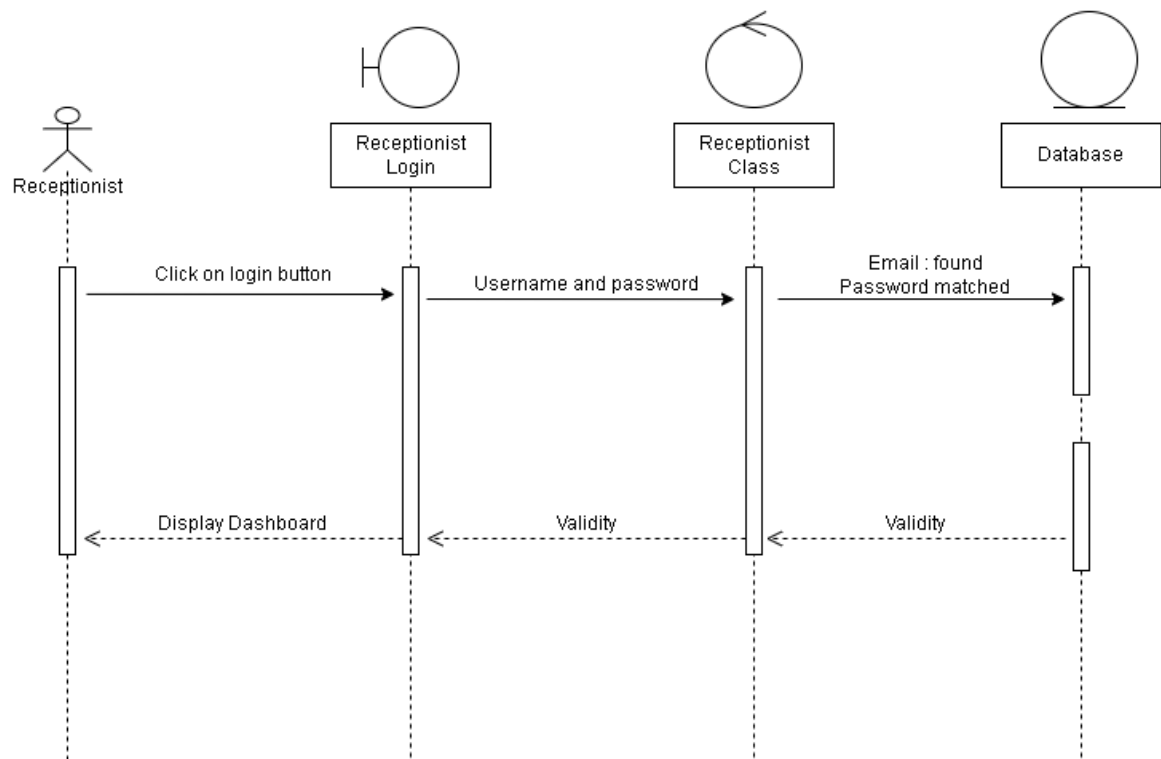 Receptionist
Receptionist
Login
Receptionist
Class
Database
Click on login button
Username and password
Email : found
Password matched
Display Dashboard
Validity
Validity